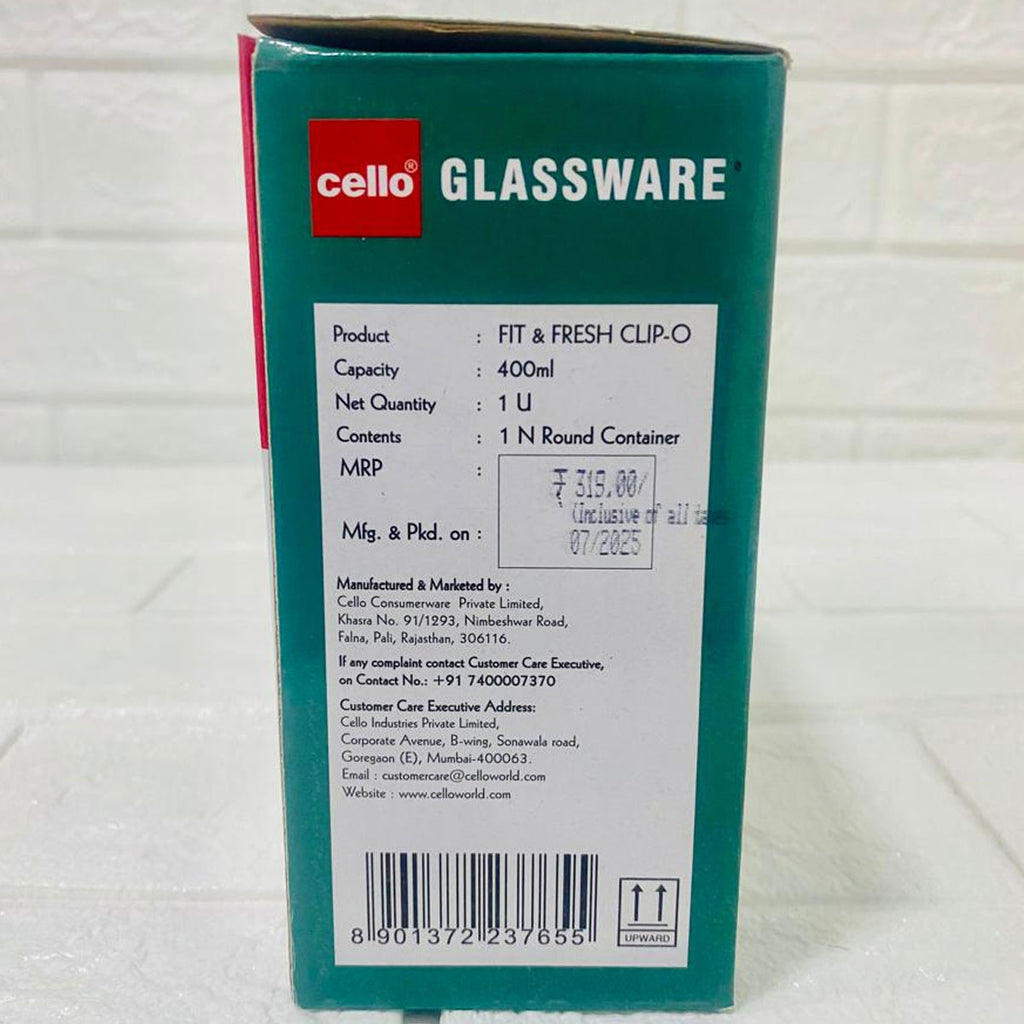 cello® GLASSWARE
Product : FIT & FRESH CLIP-O
Capacity : 400ml
Net Quantity : 1 U
Contents : 1 N Round Container
MRP : ₹ 319.00/
(Inclusive of all taxes
Mfg. & Pkd. on : 07/2025
Manufactured & Marketed by :
Cello Consumerware Private Limited,
Khasra No. 91/1293, Nimbeshwar Road,
Falna, Pali, Rajasthan, 306116.
If any complaint contact Customer Care Executive,
on Contact No.: +91 7400007370
Customer Care Executive Address:
Cello Industries Private Limited,
Corporate Avenue, B-wing, Sonawala road,
Goregaon (E), Mumbai-400063.
Email : customercare@celloworld.com
Website : www.celloworld.com
8 901372 237655
UPWARD